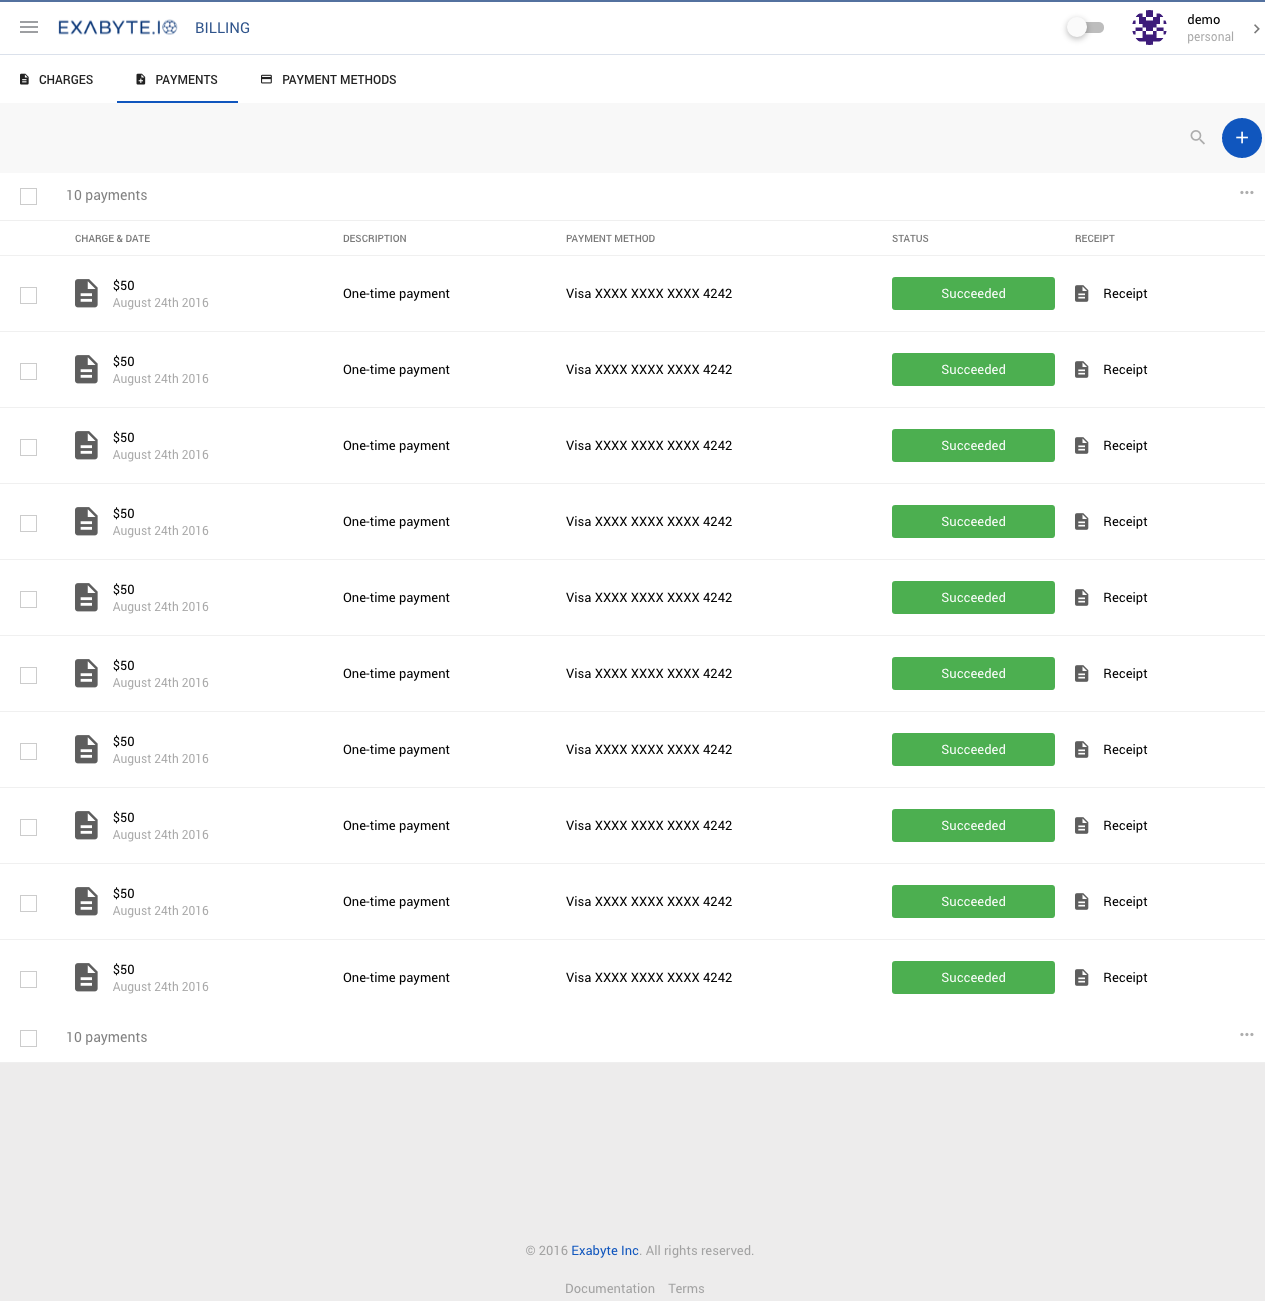 EXABYTE.IO BILLING
demo
personal
CHARGES PAYMENTS PAYMENT METHODS
10 payments
CHARGE & DATE DESCRIPTION PAYMENT METHOD STATUS RECEIPT
$50
August 24th 2016
One-time payment Visa XXXX XXXX XXXX 4242 Succeeded Receipt
$50
August 24th 2016
One-time payment Visa XXXX XXXX XXXX 4242 Succeeded Receipt
$50
August 24th 2016
One-time payment Visa XXXX XXXX XXXX 4242 Succeeded Receipt
$50
August 24th 2016
One-time payment Visa XXXX XXXX XXXX 4242 Succeeded Receipt
$50
August 24th 2016
One-time payment Visa XXXX XXXX XXXX 4242 Succeeded Receipt
$50
August 24th 2016
One-time payment Visa XXXX XXXX XXXX 4242 Succeeded Receipt
$50
August 24th 2016
One-time payment Visa XXXX XXXX XXXX 4242 Succeeded Receipt
$50
August 24th 2016
One-time payment Visa XXXX XXXX XXXX 4242 Succeeded Receipt
$50
August 24th 2016
One-time payment Visa XXXX XXXX XXXX 4242 Succeeded Receipt
$50
August 24th 2016
One-time payment Visa XXXX XXXX XXXX 4242 Succeeded Receipt
10 payments
© 2016 Exabyte Inc. All rights reserved.
Documentation Terms